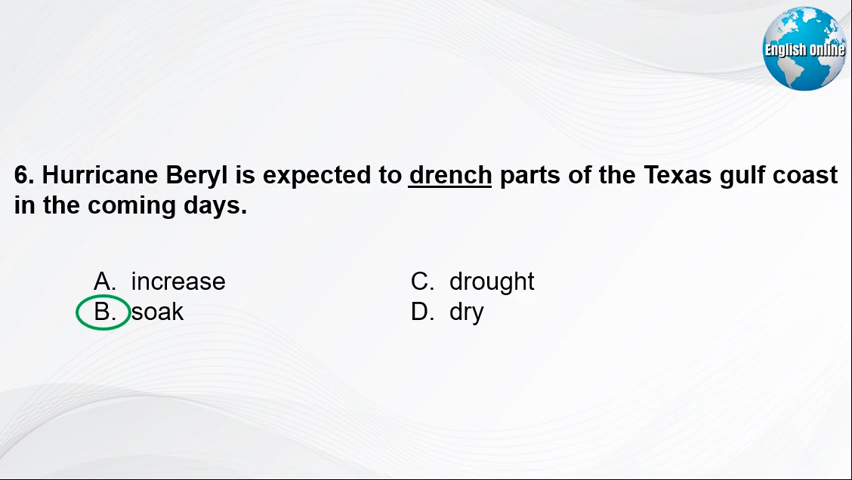 English Online
6. Hurricane Beryl is expected to drench parts of the Texas gulf coast
in the coming days.
A. increase
B. soak
C. drought
D. dry